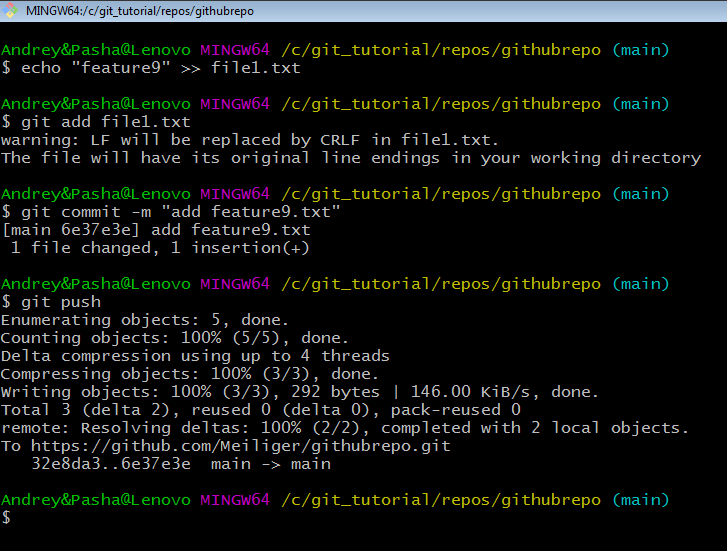 MINGW64:/c/git_tutorial/repos/githubrepo
Andrey&Pasha@Lenovo MINGW64 /c/git_tutorial/repos/githubrepo (main)
$ echo "feature9" >> file1.txt
Andrey&Pasha@Lenovo MINGW64 /c/git_tutorial/repos/githubrepo (main)
$ git add file1.txt
warning: LF will be replaced by CRLF in file1.txt.
The file will have its original line endings in your working directory
Andrey&Pasha@Lenovo MINGW64 /c/git_tutorial/repos/githubrepo (main)
$ git commit -m "add feature9.txt"
[main 6e37e3e] add feature9.txt
 1 file changed, 1 insertion(+)
Andrey&Pasha@Lenovo MINGW64 /c/git_tutorial/repos/githubrepo (main)
$ git push
Enumerating objects: 5, done.
Counting objects: 100% (5/5), done.
Delta compression using up to 4 threads
Compressing objects: 100% (3/3), done.
Writing objects: 100% (3/3), 292 bytes | 146.00 KiB/s, done.
Total 3 (delta 2), reused 0 (delta 0), pack-reused 0
remote: Resolving deltas: 100% (2/2), completed with 2 local objects.
To https://github.com/Meiliger/githubrepo.git
   32e8da3..6e37e3e  main -> main
Andrey&Pasha@Lenovo MINGW64 /c/git_tutorial/repos/githubrepo (main)
$